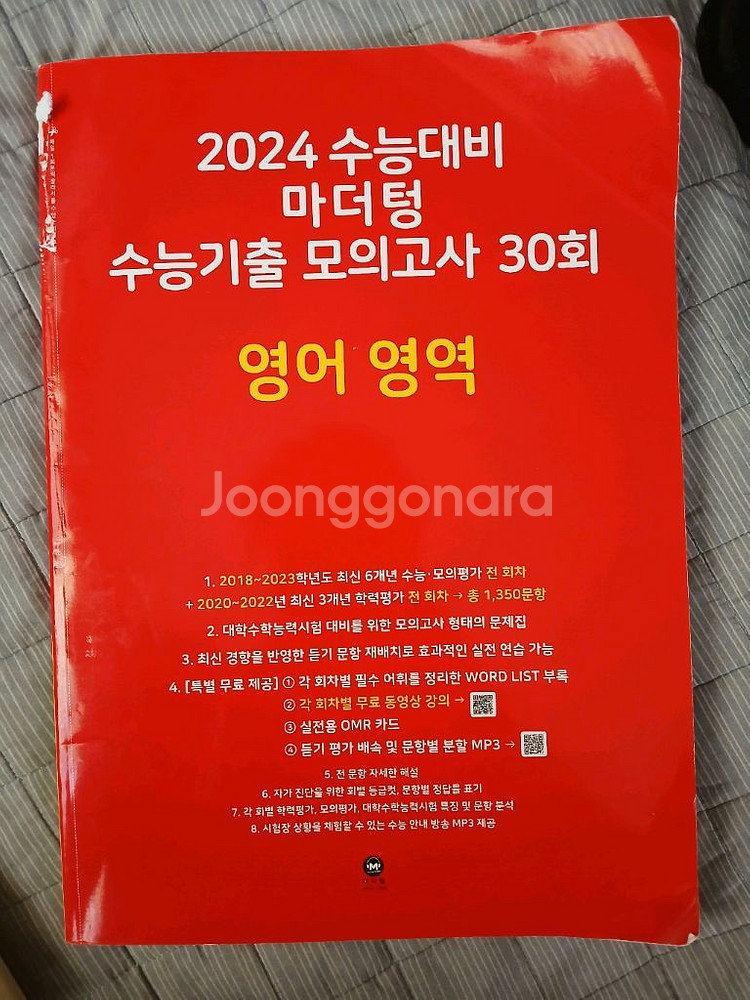 2024 수능대비
마더텅
수능기출 모의고사 30회
영어 영역
Joonggonara
1. 2018~2023학년도 최신 6개년 수능·모의평가 전 회차
+ 2020~2022년 최신 3개년 학력평가 전 회차 → 총 1,350문항
2. 대학수학능력시험 대비를 위한 모의고사 형태의 문제집
3. 최신 경향을 반영한 듣기 문항 재배치로 효과적인 실전 연습 가능
4. [특별 무료 제공] ① 각 회차별 필수 어휘를 정리한 WORD LIST 부록
② 각 회차별 무료 동영상 강의 →
③ 실전용 OMR 카드
④ 듣기 평가 배속 및 문항별 분할 MP3 →
5. 전 문항 자세한 해설
6. 자가 진단을 위한 회별 등급컷, 문항별 정답률 표기
7. 각 회별 학력평가, 모의평가, 대학수학능력시험 특징 및 문항 분석
8. 시험장 상황을 체험할 수 있는 수능 안내 방송 MP3 제공
M
마더텅